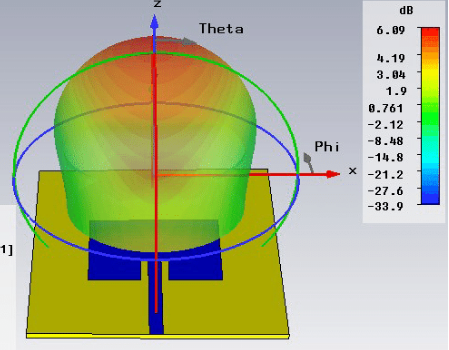 z
Theta
Phi
x
1]
dB
6.09
4.19
3.04
1.9
0.761
-2.12
-8.48
-14.8
-21.2
-27.6
-33.9